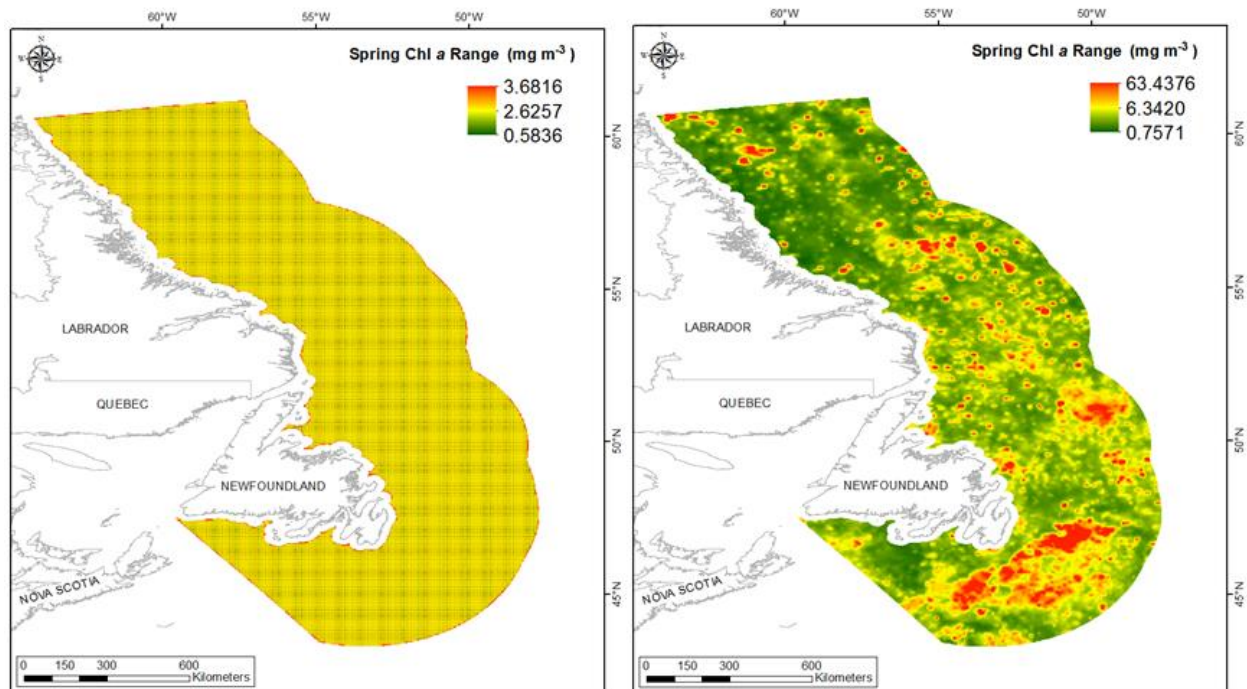 60°W 55°W 50°W
N
W E
S
Spring Chl a Range (mg m-3 )
3.6816
2.6257
0.5836
60°N
55°N
50°N
45°N
LABRADOR
QUEBEC
NEWFOUNDLAND
NOVA SCOTIA
0 150 300 600
Kilometers
60°W 55°W 50°W
N
W E
S
Spring Chl a Range (mg m-3 )
63.4376
6.3420
0.7571
60°N
55°N
50°N
45°N
LABRADOR
QUEBEC
NEWFOUNDLAND
NOVA SCOTIA
0 150 300 600
Kilometers